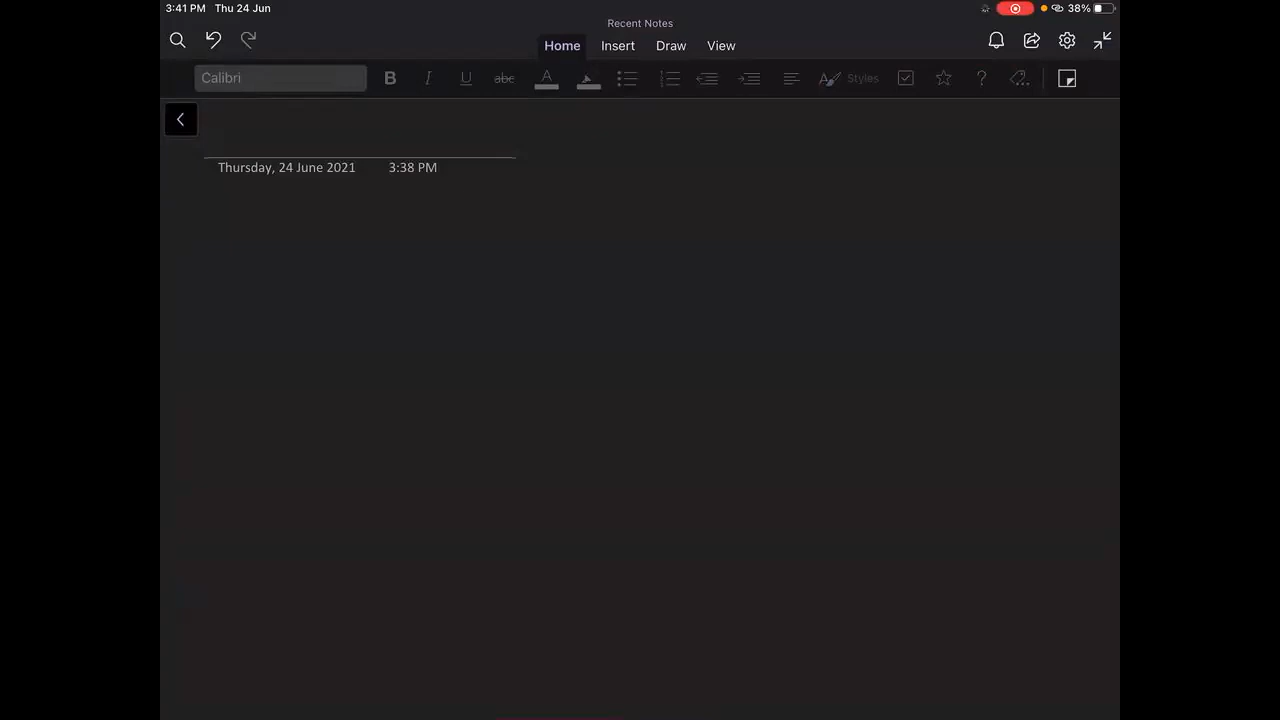 3:41 PM Thu 24 Jun 38%
Recent Notes
Home Insert Draw View
Calibri B I U abc A Styles ?
Thursday, 24 June 2021 3:38 PM